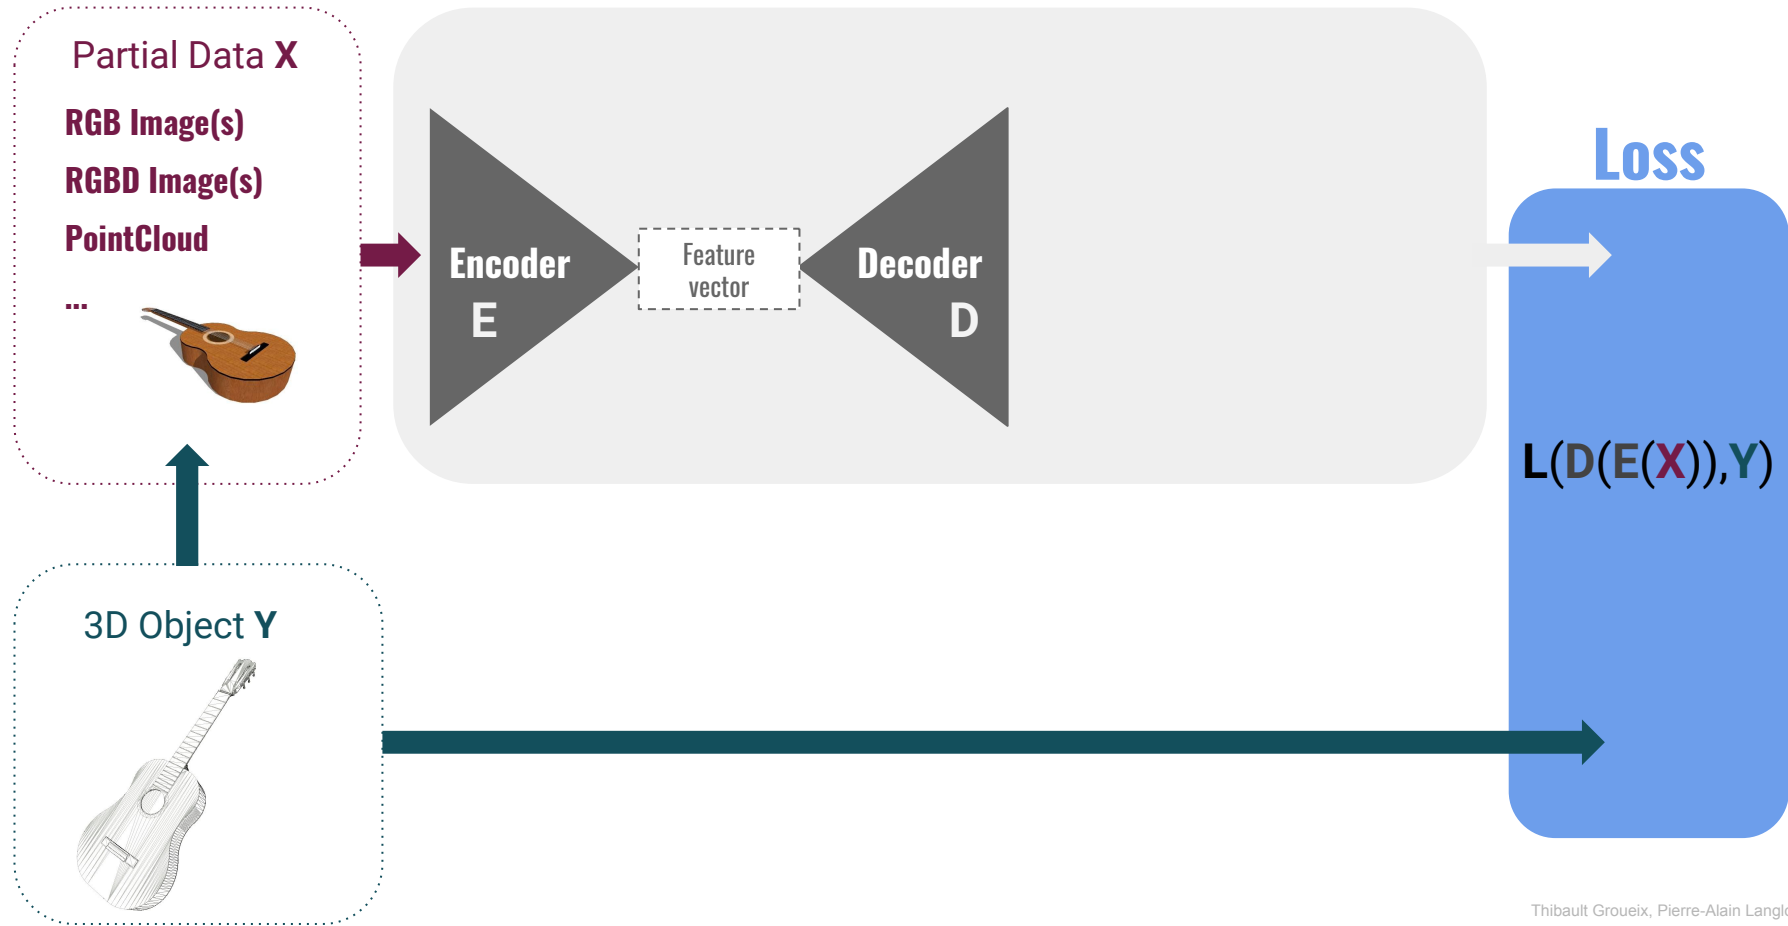 Partial Data X
RGB Image(s)
RGBD Image(s)
PointCloud
...
Encoder
E
Feature
vector
Decoder
D
Loss
L(D(E(X)),Y)
3D Object Y
Thibault Groueix, Pierre-Alain